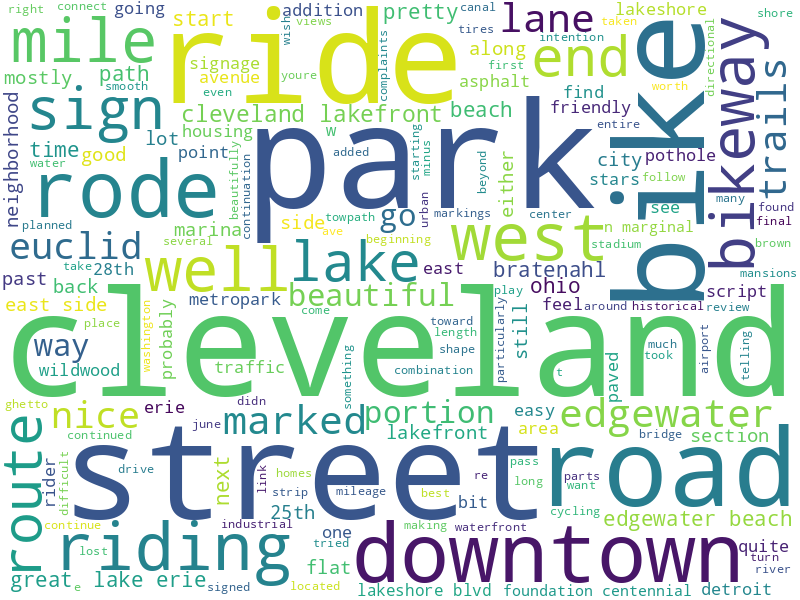 right connect going start addition wish views canal tires pretty lane lakeshore taken shore
mile ride youre complaints first intention end bike directional
mostly path signage avenue even along asphalt worth bikeway
smooth sign cleveland lakefront beach find friendly trails
neighborhood housing w park entire
time lot point added starting minus beyond either city pothole
water good beautifully continuation stars follow many found
rode towpath markings go center see final
planned marina side urban west n marginal
several ave beginning stadium brown
euclid well lake east bratenahl mansions
past take 28th back metropark beautiful ohio script
east side come play toward feel around historical review
place washington probably length particularly still much
cleveland
way shape paved took airport telling
wildwood traffic something combination t
ghetto nice erie didn marked portion easy edgewater
continued june lakefront area bridge section
route rider difficult next link homes street re pass long road parts want
drive strip mileage best bit cycling edgewater beach
continue industrial 25th making waterfront
riding one tried flat downtown quite turn
lost river
great e lake erie signed located lakeshore blvd foundation centennial detroit